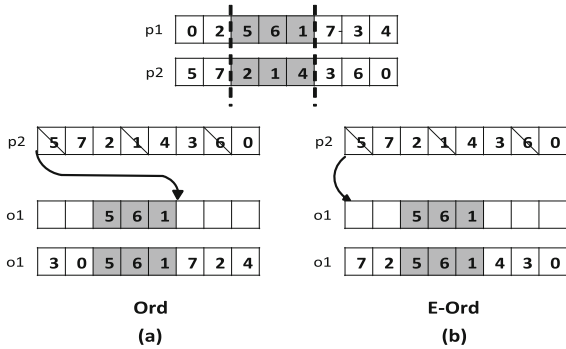 p1 0 2 5 6 1 7 3 4
p2 5 7 2 1 4 3 6 0
p2 5 7 2 1 4 3 6 0
o1 5 6 1
o1 3 0 5 6 1 7 2 4
Ord
(a)
5 7 2 1 4 3 6 0
p2
o1 5 6 1
o1 7 2 5 6 1 4 3 0
E-Ord
(b)